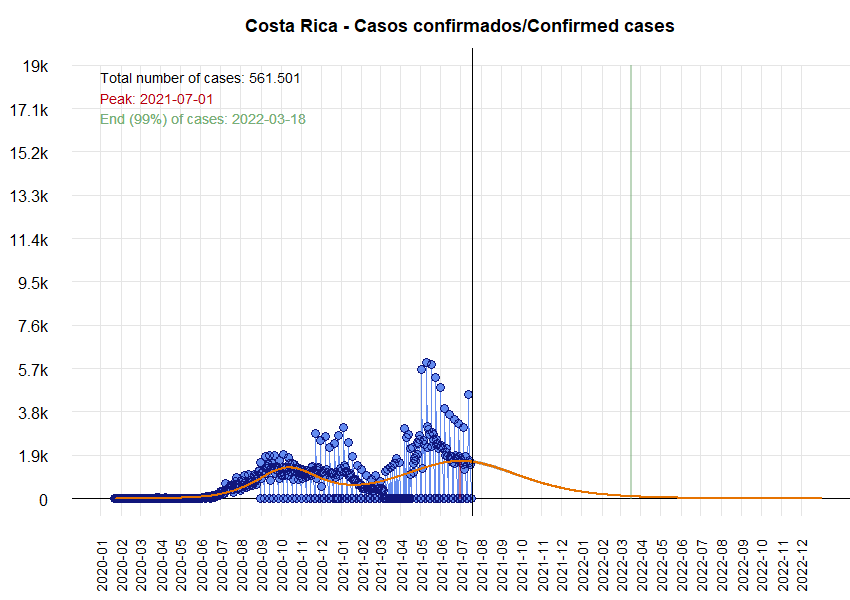 Costa Rica - Casos confirmados/Confirmed cases
19k
17.1k
15.2k
13.3k
11.4k
9.5k
7.6k
5.7k
3.8k
1.9k
0
Total number of cases: 561.501
Peak: 2021-07-01
End (99%) of cases: 2022-03-18
2020-01
2020-02
2020-03
2020-04
2020-05
2020-06
2020-07
2020-08
2020-09
2020-10
2020-11
2020-12
2021-01
2021-02
2021-03
2021-04
2021-05
2021-06
2021-07
2021-08
2021-09
2021-10
2021-11
2021-12
2022-01
2022-02
2022-03
2022-04
2022-05
2022-06
2022-07
2022-08
2022-09
2022-10
2022-11
2022-12